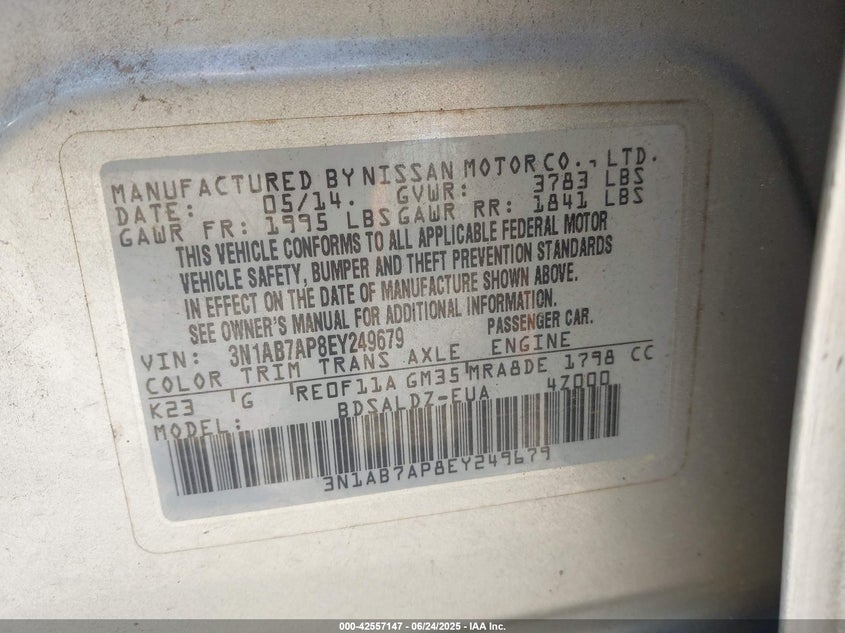 MANUFACTURED BY NISSAN MOTOR CO., LTD.
DATE: 05/14. GVWR: 3783 LBS
GAWR FR: 1995 LBS GAWR RR: 1841 LBS
THIS VEHICLE CONFORMS TO ALL APPLICABLE FEDERAL MOTOR
VEHICLE SAFETY, BUMPER AND THEFT PREVENTION STANDARDS
IN EFFECT ON THE DATE OF MANUFACTURE SHOWN ABOVE.
SEE OWNER'S MANUAL FOR ADDITIONAL INFORMATION.
VIN: 3N1AB7AP8EY249679 PASSENGER CAR.
COLOR TRIM TRANS AXLE ENGINE
K23 G RE0F11A GM35 MRA8DE 1798 CC
MODEL: BDSALDZ-EUA 4Z000
3N1AB7AP8EY249679
000-42557147 - 06/24/2025 - IAA Inc.